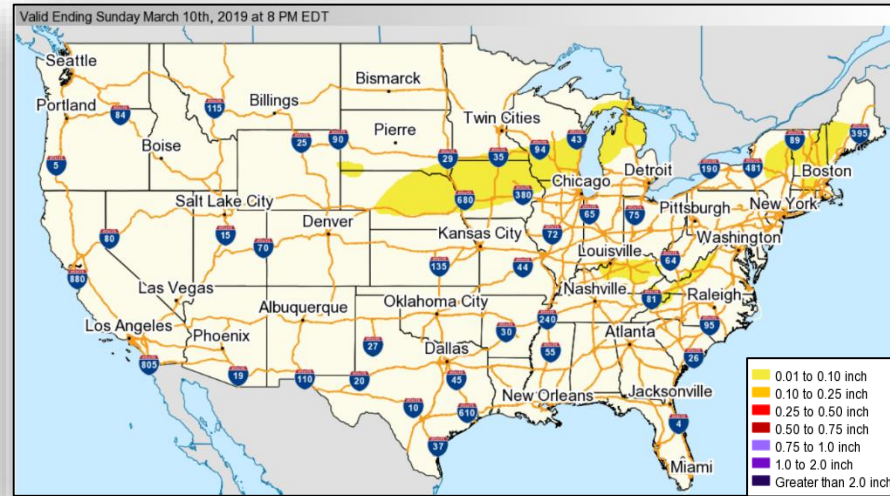 Valid Ending Sunday March 10th, 2019 at 8 PM EDT
Seattle
Portland
84
5
Boise
115
Billings
Bismarck
Pierre
25
90
Twin Cities
29
35
94
43
Detroit
190
481
89
395
Boston
New York
Pittsburgh
Washington
Chicago
680
380
65
75
Salt Lake City
80
15
70
Denver
Kansas City
135
44
72
Louisville
64
880
Las Vegas
Los Angeles
805
Phoenix
19
Albuquerque
110
Oklahoma City
27
20
30
240
Nashville
81
Raleigh
95
26
Atlanta
55
Dallas
45
10
610
37
New Orleans
Jacksonville
4
Miami
0.01 to 0.10 inch
0.10 to 0.25 inch
0.25 to 0.50 inch
0.50 to 0.75 inch
0.75 to 1.0 inch
1.0 to 2.0 inch
Greater than 2.0 inch